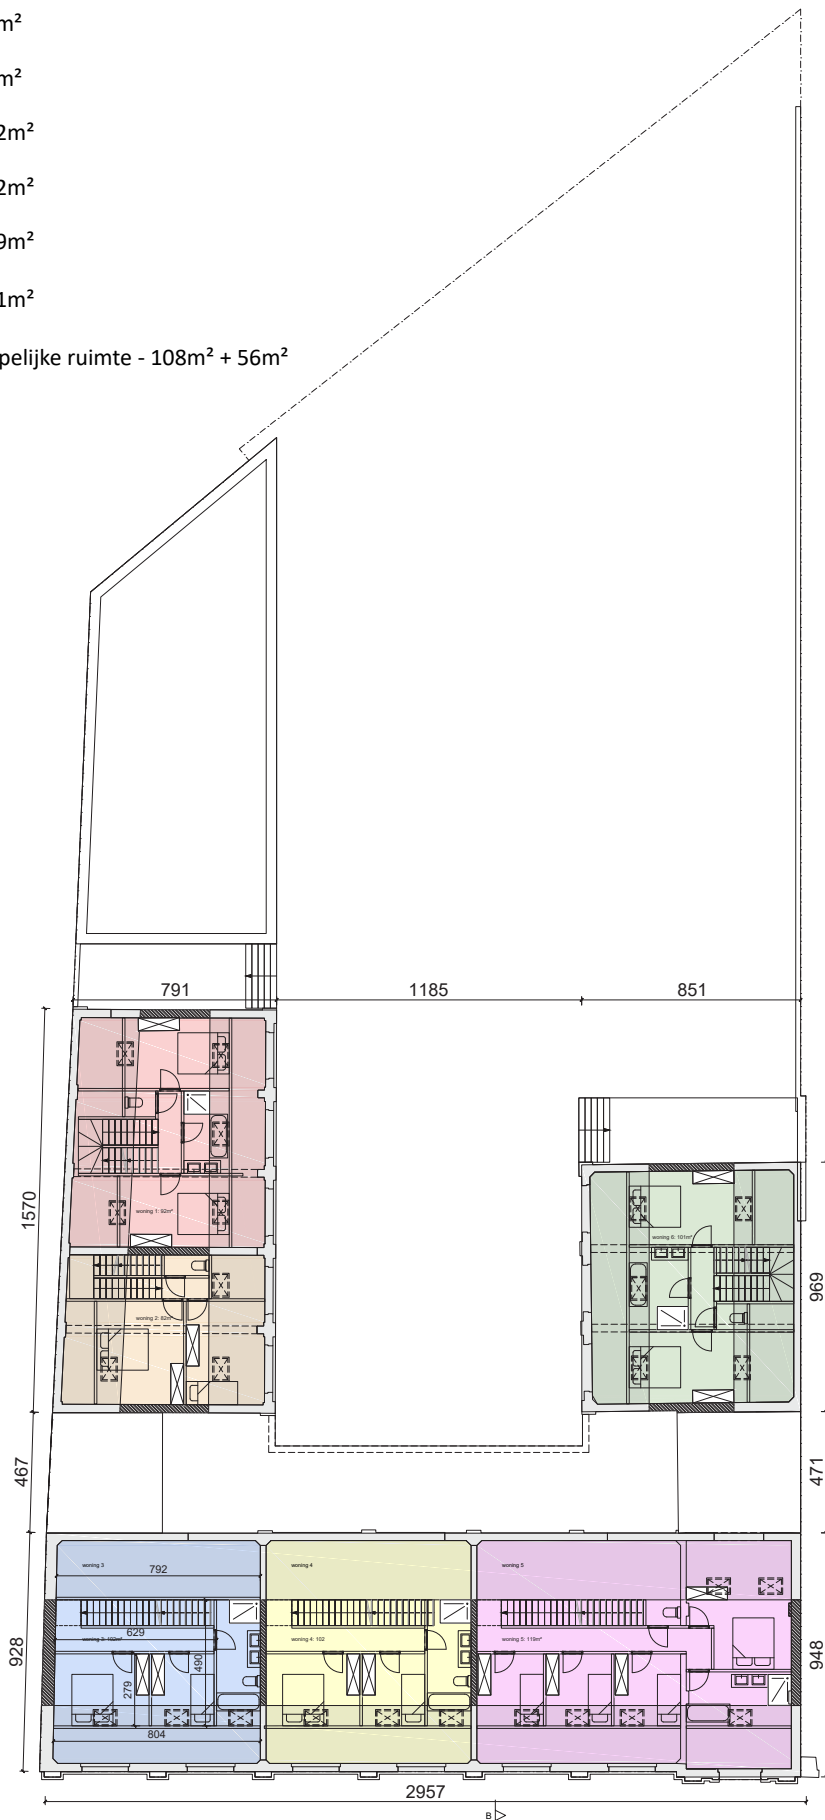 m²
m²
2m²
2m²
9m²
1m²
pelijke ruimte - 108m² + 56m²
791
1185
851
1570
woning 1: 92m²
woning 6: 101m²
969
woning 2: 82m²
467
471
woning 3
woning 4
woning 5
792
629
woning 3: 102m²
woning 4: 102
woning 5: 119m²
490
279
928
948
804
2957
B